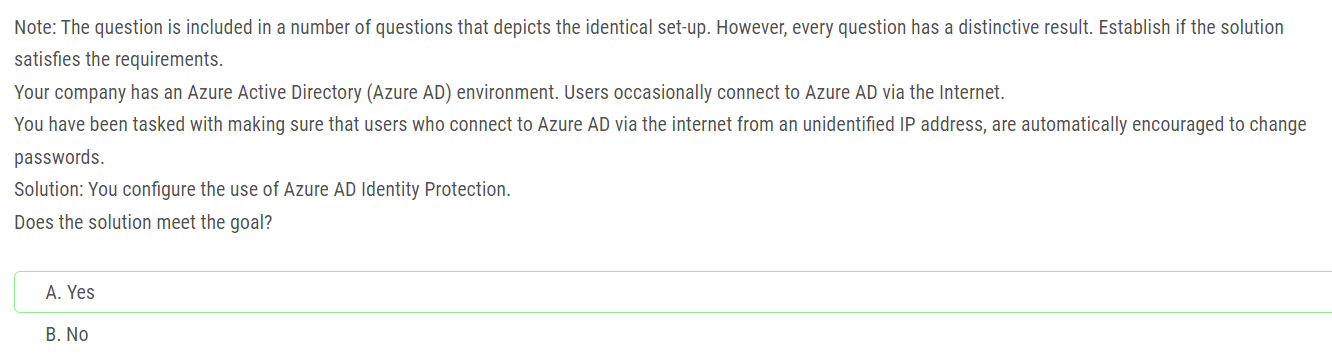 Note: The question is included in a number of questions that depicts the identical set-up. However, every question has a distinctive result. Establish if the solution
satisfies the requirements.
Your company has an Azure Active Directory (Azure AD) environment. Users occasionally connect to Azure AD via the Internet.
You have been tasked with making sure that users who connect to Azure AD via the internet from an unidentified IP address, are automatically encouraged to change
passwords.
Solution: You configure the use of Azure AD Identity Protection.
Does the solution meet the goal?
A. Yes
B. No